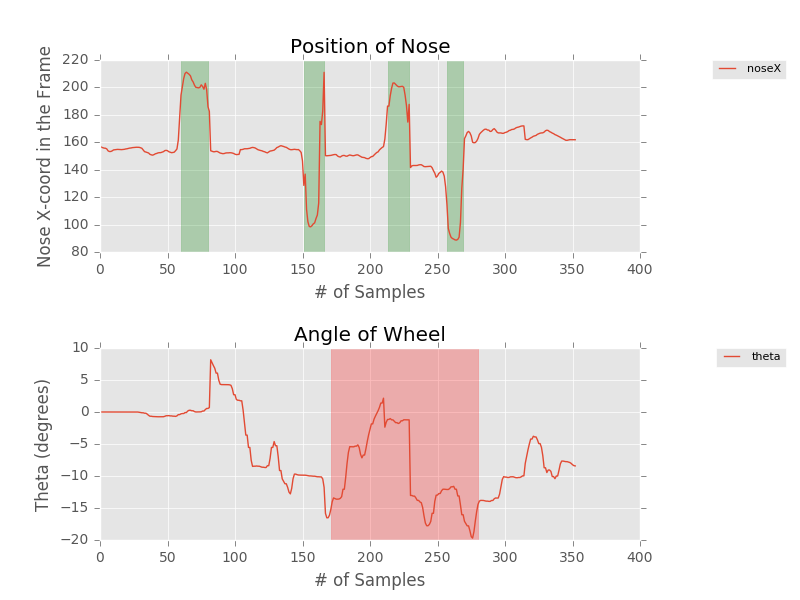 Position of Nose
Nose X-coord in the Frame
220
200
180
160
140
120
100
80
0 50 100 150 200 250 300 350 400
# of Samples
noseX
Angle of Wheel
Theta (degrees)
10
5
0
−5
−10
−15
−20
0 50 100 150 200 250 300 350 400
# of Samples
theta